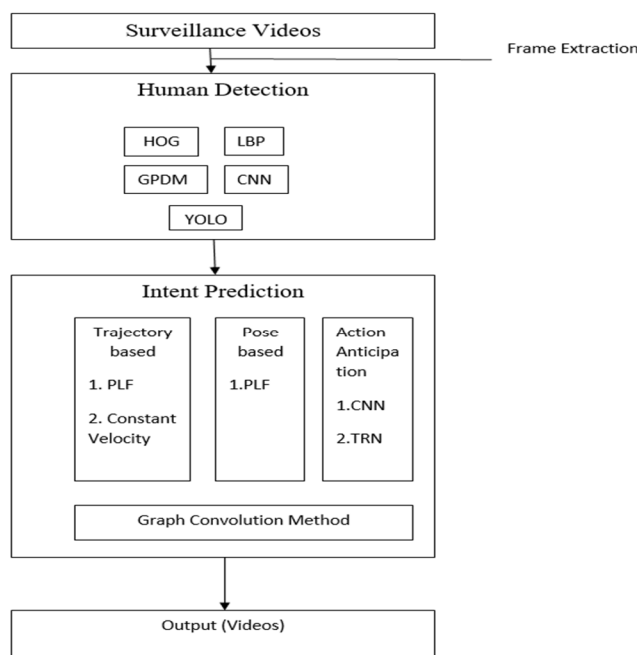 Surveillance Videos
Frame Extraction
Human Detection
HOG
LBP
GPDM
CNN
YOLO
Intent Prediction
Trajectory
based
1. PLF
2. Constant
Velocity
Pose
based
1.PLF
Action
Anticipa
tion
1.CNN
2.TRN
Graph Convolution Method
Output (Videos)